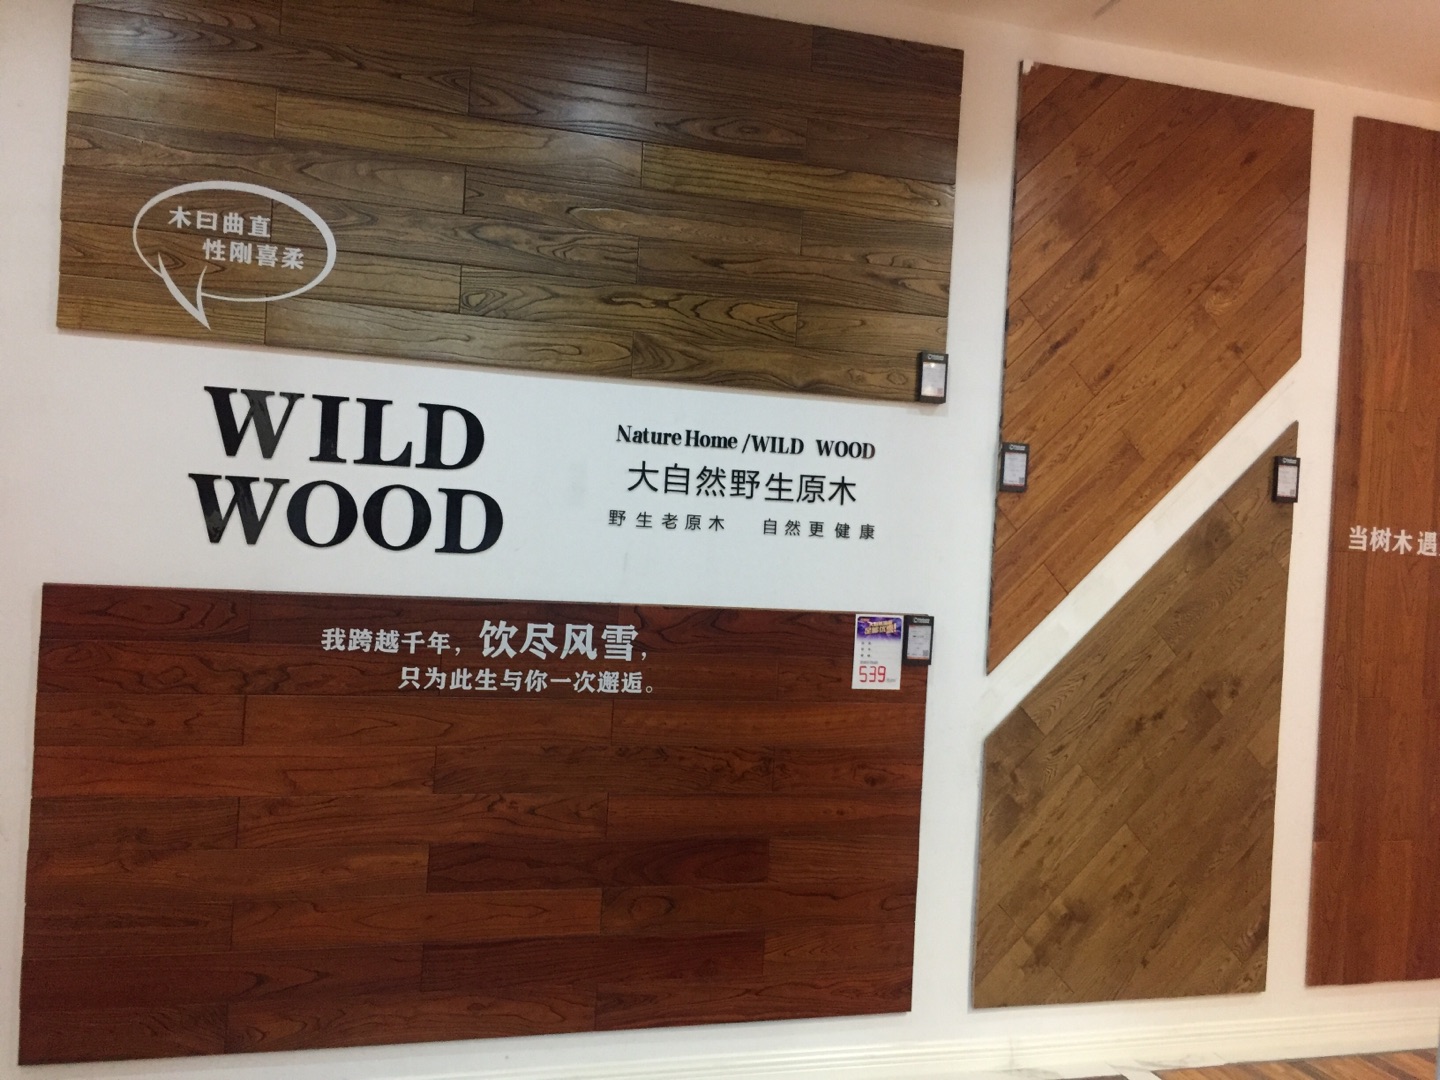 木曰曲直
性刚喜柔
WILD
WOOD
Nature Home /WILD WOOD
大自然野生原木
野生老原木 自然更健康
我跨越千年，饮尽风雪，
只为此生与你一次邂逅。
539
当树木遇